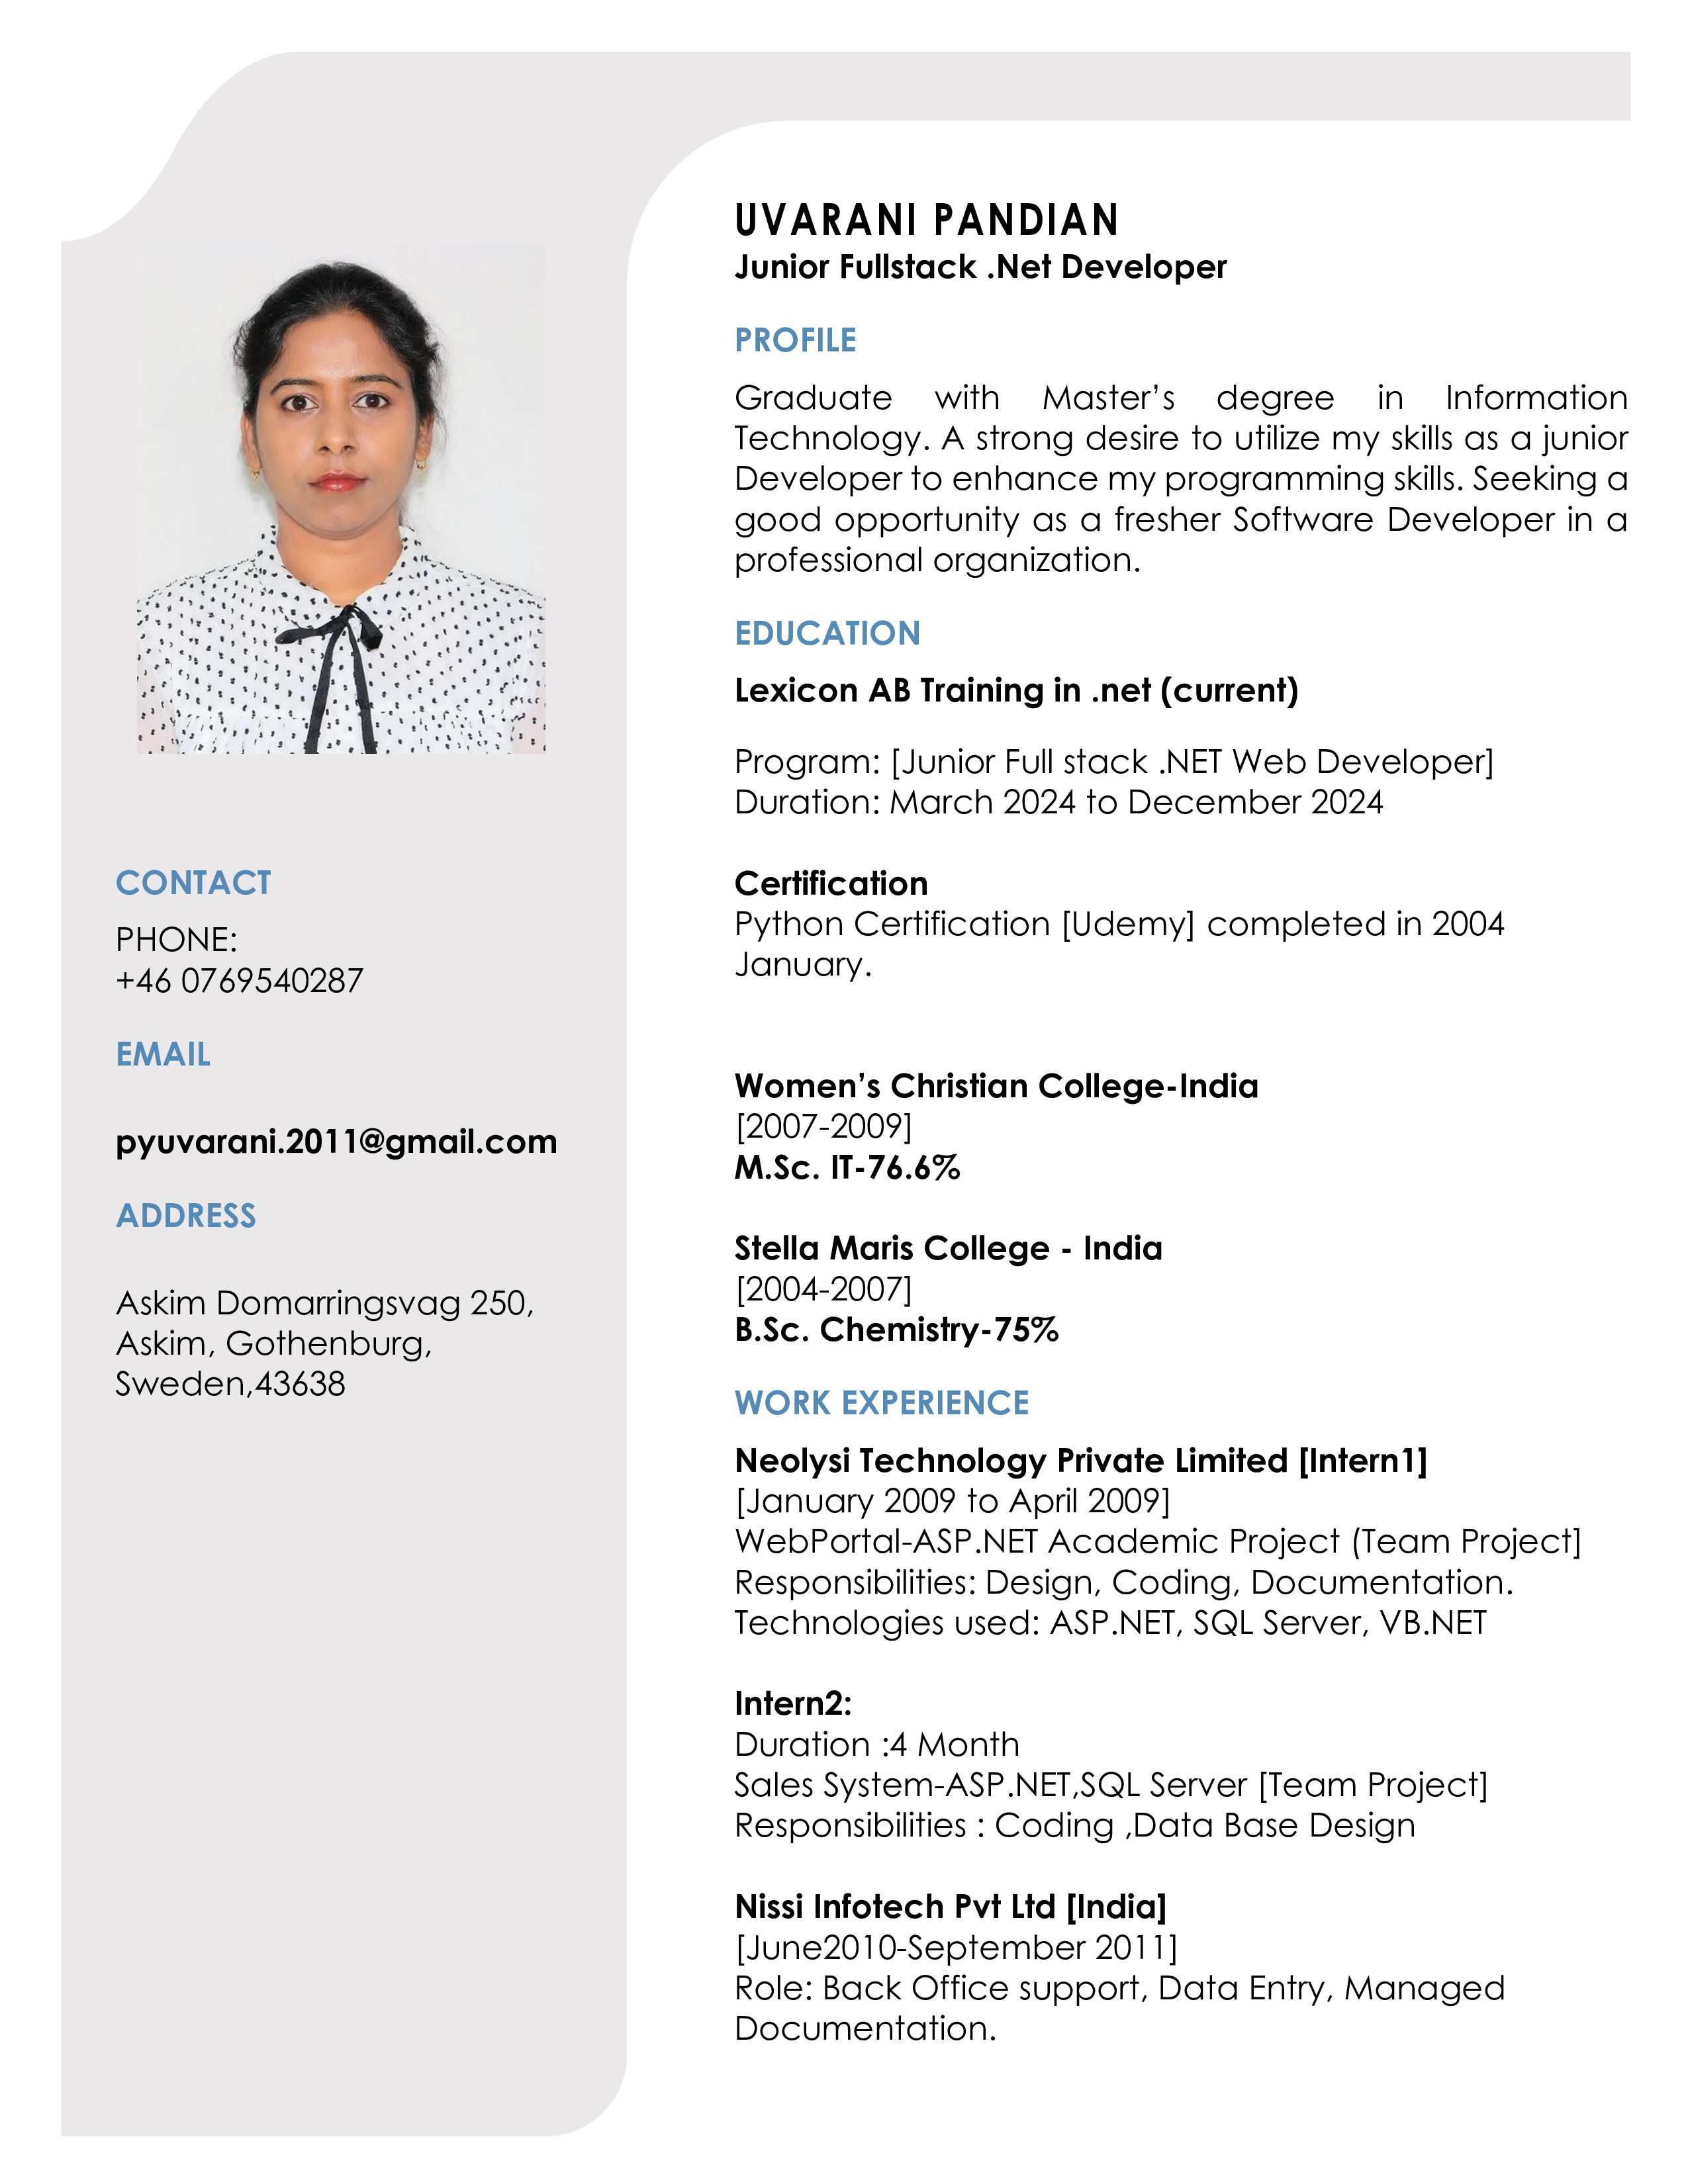 UVARANI PANDIAN
Junior Fullstack .Net Developer
PROFILE
Graduate with Master’s degree in Information
Technology. A strong desire to utilize my skills as a junior
Developer to enhance my programming skills. Seeking a
good opportunity as a fresher Software Developer in a
professional organization.
EDUCATION
Lexicon AB Training in .net (current)
Program: [Junior Full stack .NET Web Developer]
Duration: March 2024 to December 2024
Certification
Python Certification [Udemy] completed in 2004
January.
Women’s Christian College-India
[2007-2009]
M.Sc. IT-76.6%
Stella Maris College - India
[2004-2007]
B.Sc. Chemistry-75%
WORK EXPERIENCE
Neolysi Technology Private Limited [Intern1]
[January 2009 to April 2009]
WebPortal-ASP.NET Academic Project (Team Project]
Responsibilities: Design, Coding, Documentation.
Technologies used: ASP.NET, SQL Server, VB.NET
Intern2:
Duration :4 Month
Sales System-ASP.NET,SQL Server [Team Project]
Responsibilities : Coding ,Data Base Design
Nissi Infotech Pvt Ltd [India]
[June2010-September 2011]
Role: Back Office support, Data Entry, Managed
Documentation.
CONTACT
PHONE:
+46 0769540287
EMAIL
pyuvarani.2011@gmail.com
ADDRESS
Askim Domarringsvag 250,
Askim, Gothenburg,
Sweden,43638